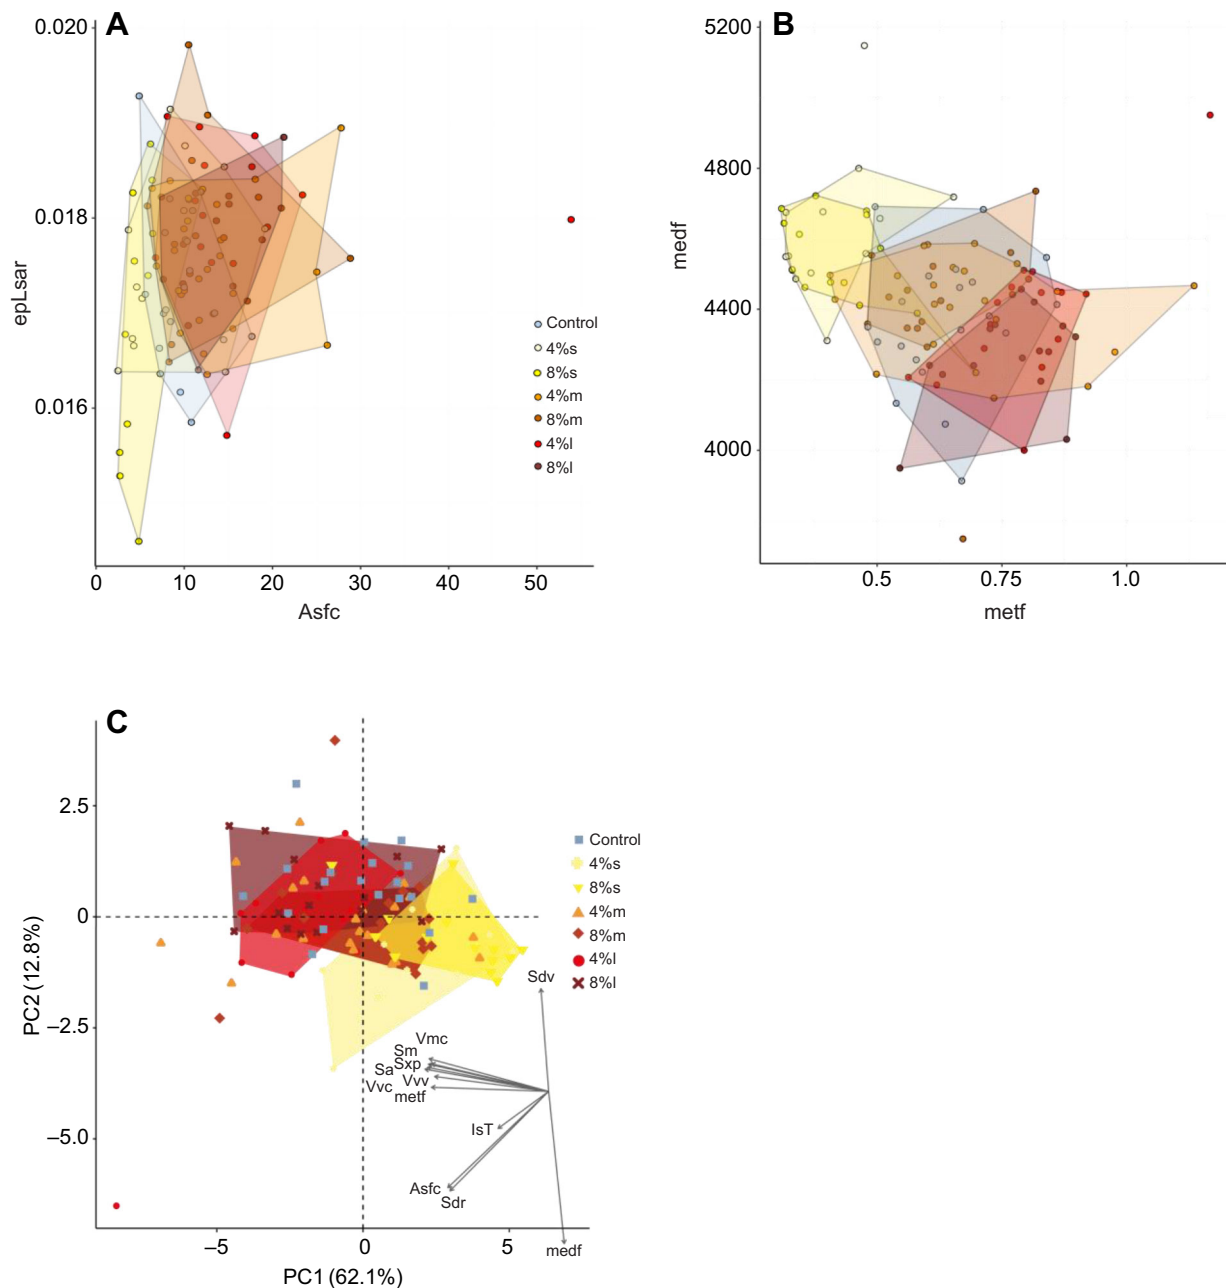 A
0.020
0.018
0.016
epLsar
0
10
20
30
40
50
Asfc
Control
4%s
8%s
4%m
8%m
4%l
8%l
B
5200
4800
4400
4000
medf
0.5
0.75
1.0
metf
C
2.5
0
–2.5
–5.0
PC2 (12.8%)
–5
0
5
PC1 (62.1%)
Control
4%s
8%s
4%m
8%m
4%l
8%l
Sdv
Vmc
Sm
Sxp
Sa
Vvv
Vvc
metf
IsT
Asfc
Sdr
medf